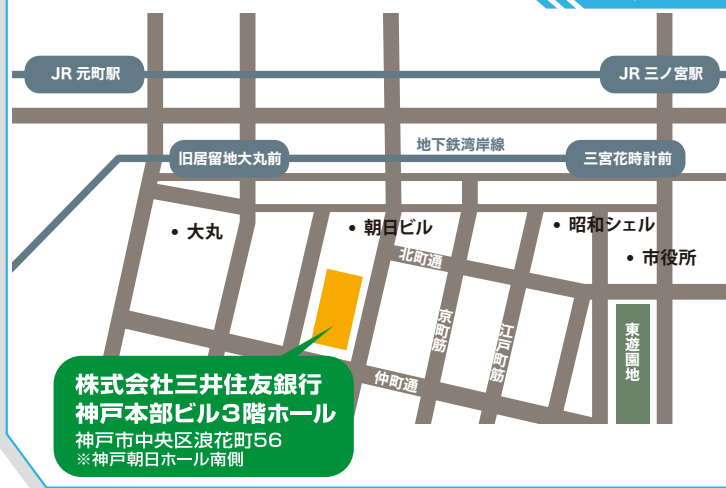 JR 元町駅
JR 三ノ宮駅
地下鉄湾岸線
旧居留地大丸前
三宮花時計前
• 大丸
• 朝日ビル
• 昭和シェル
• 市役所
北町通
京町筋
江戸町筋
東遊園地
仲町通
株式会社三井住友銀行
神戸本部ビル3階ホール
神戸市中央区浪花町56
※神戸朝日ホール南側